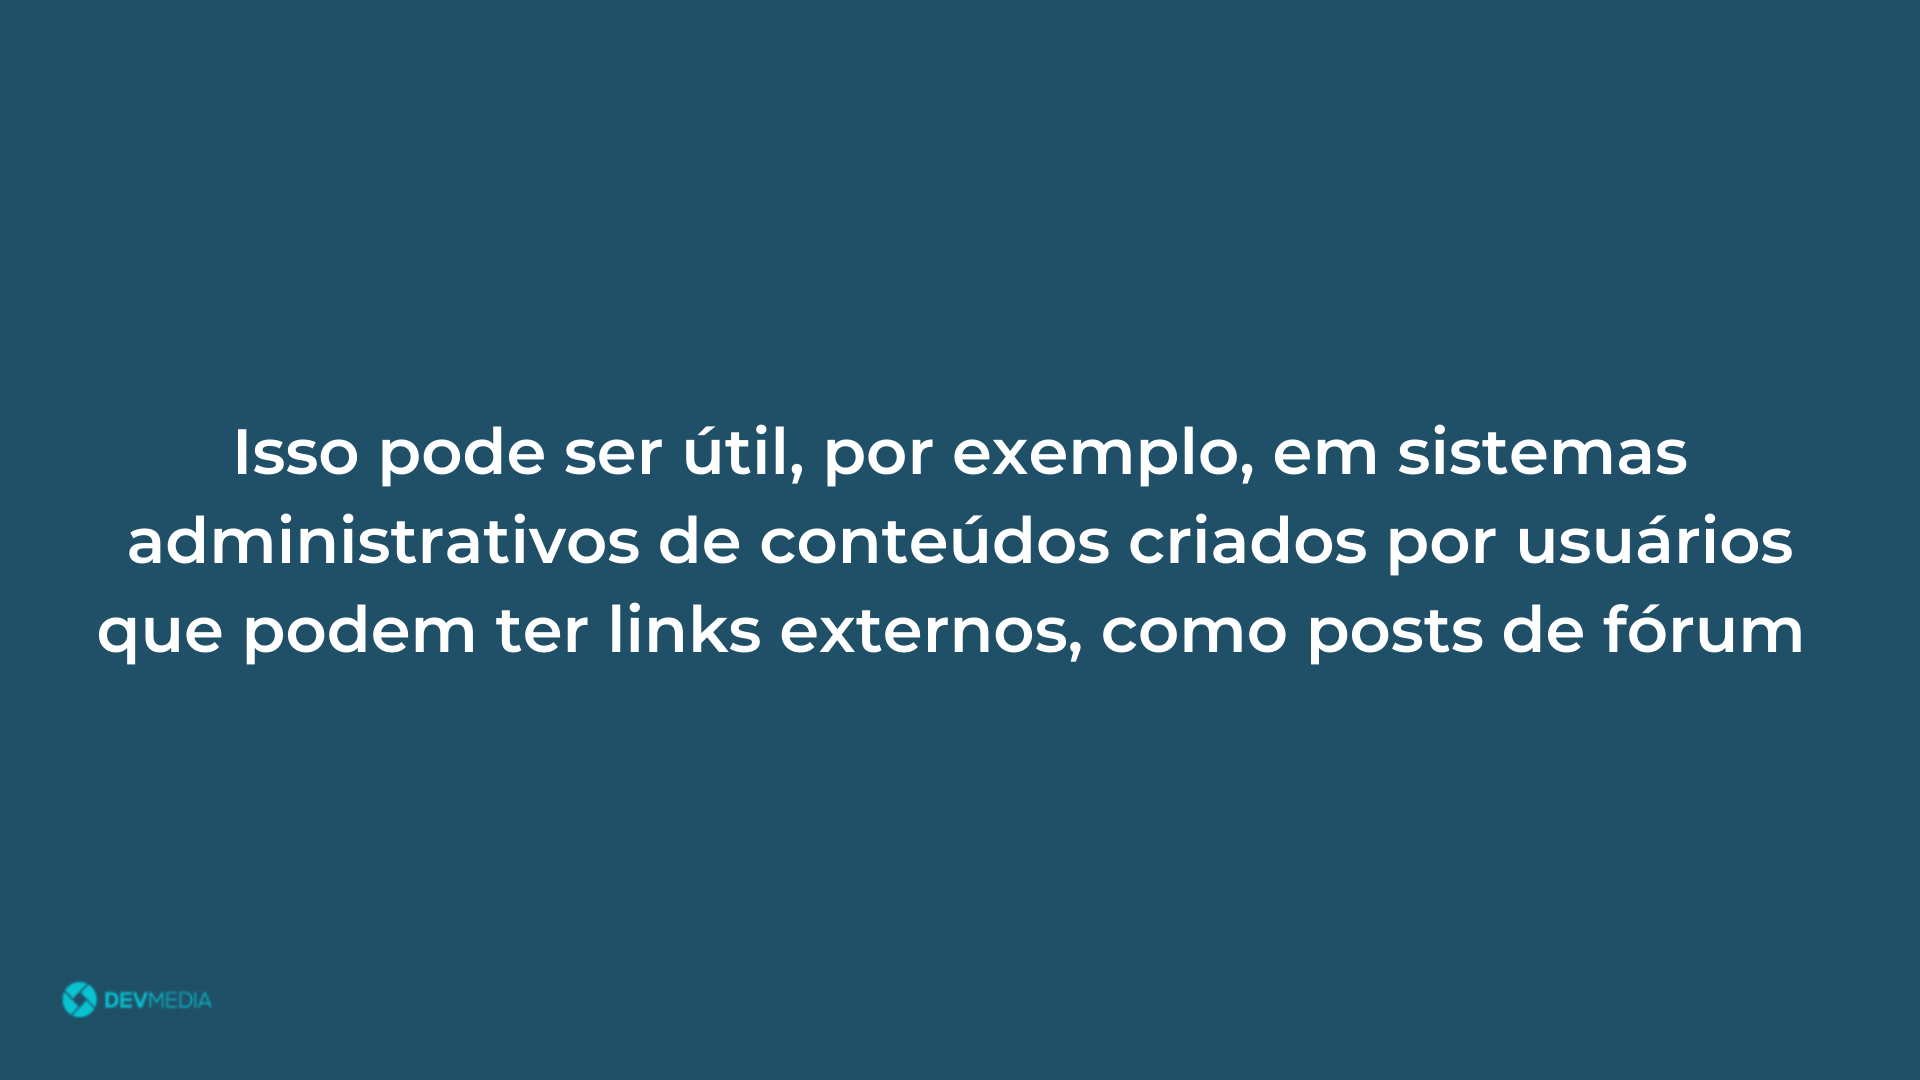 Isso pode ser útil, por exemplo, em sistemas
administrativos de conteúdos criados por usuários
que podem ter links externos, como posts de fórum
DEVMEDIA